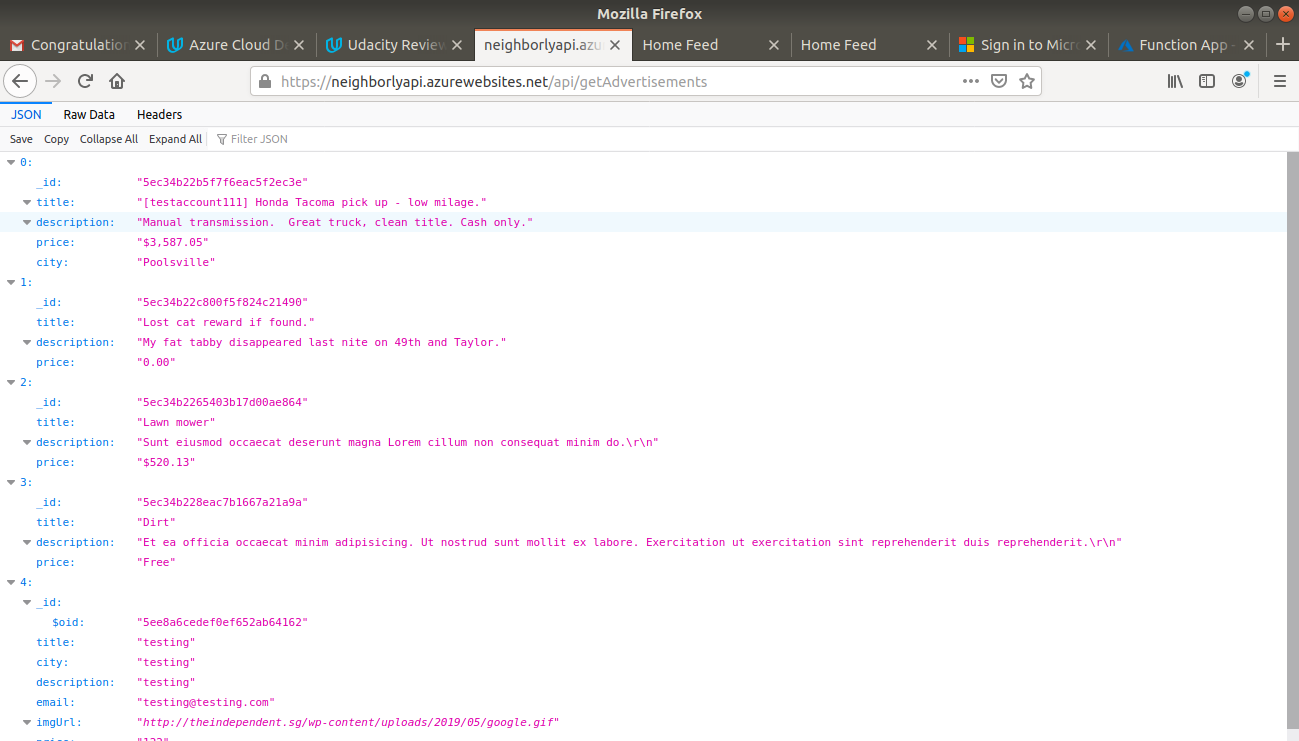 Mozilla Firefox
Congratulation
Azure Cloud D
Udacity Review
neighborlyapi.azu
Home Feed
Home Feed
Sign in to Micr
Function App -
https://neighborlyapi.azurewebsites.net/api/getAdvertisements
JSON Raw Data Headers
Save Copy Collapse All Expand All Filter JSON
0:
_id: "5ec34b22b5f7f6eac5f2ec3e"
title: "[testaccount111] Honda Tacoma pick up - low milage."
description: "Manual transmission.  Great truck, clean title. Cash only."
price: "$3,587.05"
city: "Poolsville"
1:
_id: "5ec34b22c800f5f824c21490"
title: "Lost cat reward if found."
description: "My fat tabby disappeared last nite on 49th and Taylor."
price: "0.00"
2:
_id: "5ec34b2265403b17d00ae864"
title: "Lawn mower"
description: "Sunt eiusmod occaecat deserunt magna Lorem cillum non consequat minim do.\r\n"
price: "$520.13"
3:
_id: "5ec34b228eac7b1667a21a9a"
title: "Dirt"
description: "Et ea officia occaecat minim adipisicing. Ut nostrud sunt mollit ex labore. Exercitation ut exercitation sint reprehenderit duis reprehenderit.\r\n"
price: "Free"
4:
_id:
$oid: "5ee8a6cedef0ef652ab64162"
title: "testing"
city: "testing"
description: "testing"
email: "testing@testing.com"
imgUrl: "http://theindependent.sg/wp-content/uploads/2019/05/google.gif"